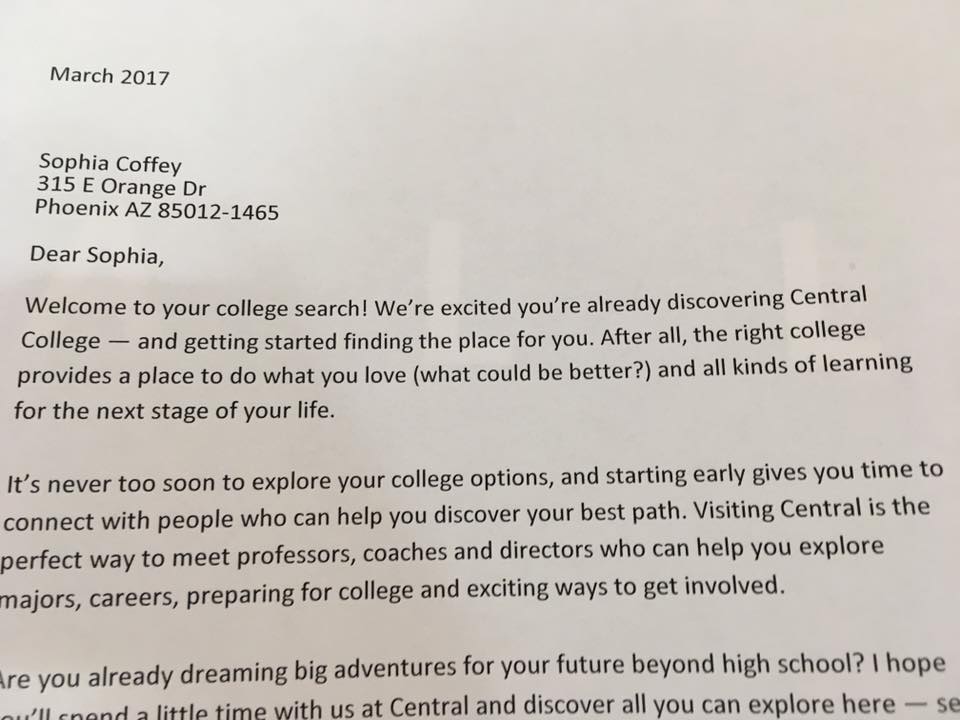 March 2017
Sophia Coffey
315 E Orange Dr
Phoenix AZ 85012-1465
Dear Sophia,
Welcome to your college search! We’re excited you’re already discovering Central
College — and getting started finding the place for you. After all, the right college
provides a place to do what you love (what could be better?) and all kinds of learning
for the next stage of your life.
It’s never too soon to explore your college options, and starting early gives you time to
connect with people who can help you discover your best path. Visiting Central is the
perfect way to meet professors, coaches and directors who can help you explore
majors, careers, preparing for college and exciting ways to get involved.
Are you already dreaming big adventures for your future beyond high school? I hope
you’ll spend a little time with us at Central and discover all you can explore here — se